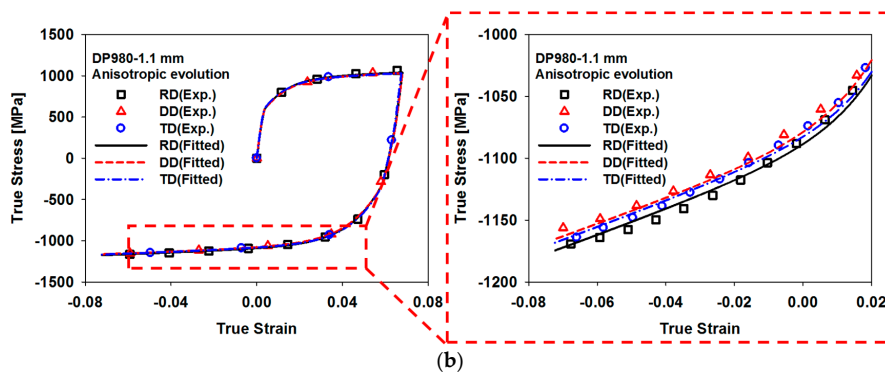 DP980-1.1 mm
Anisotropic evolution
RD(Exp.)
DD(Exp.)
TD(Exp.)
RD(Fitted)
DD(Fitted)
TD(Fitted)
True Stress [MPa]
1500
1000
500
0
-500
-1000
-1500
-0.08 -0.04 0.00 0.04 0.08
True Strain
DP980-1.1 mm
Anisotropic evolution
RD(Exp.)
DD(Exp.)
TD(Exp.)
RD(Fitted)
DD(Fitted)
TD(Fitted)
True Stress [MPa]
-1000
-1050
-1100
-1150
-1200
-0.08 -0.06 -0.04 -0.02 0.00 0.02
True Strain
(b)